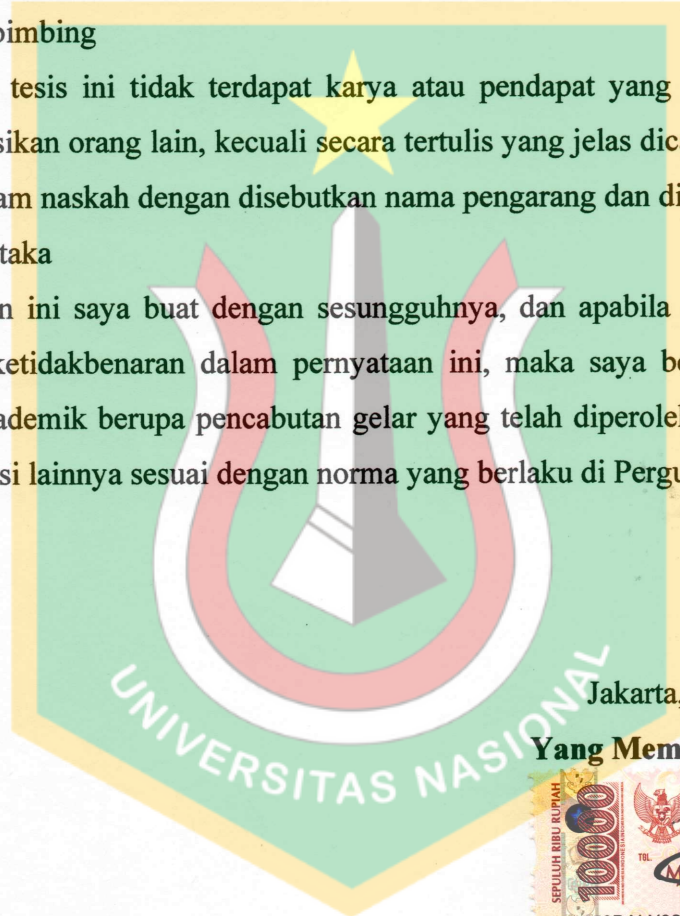 bimbing
tesis ini tidak terdapat karya atau pendapat yang
sikan orang lain, kecuali secara tertulis yang jelas dica
am naskah dengan disebutkan nama pengarang dan di
taka
n ini saya buat dengan sesungguhnya, dan apabila
ketidakbenaran dalam pernyataan ini, maka saya be
ademik berupa pencabutan gelar yang telah diperoleh
si lainnya sesuai dengan norma yang berlaku di Pergu
UNIVERSITAS NASIONAL
Jakarta,
Yang Mem
SEPULUH RIBU RUPIAH
10000
TGL.